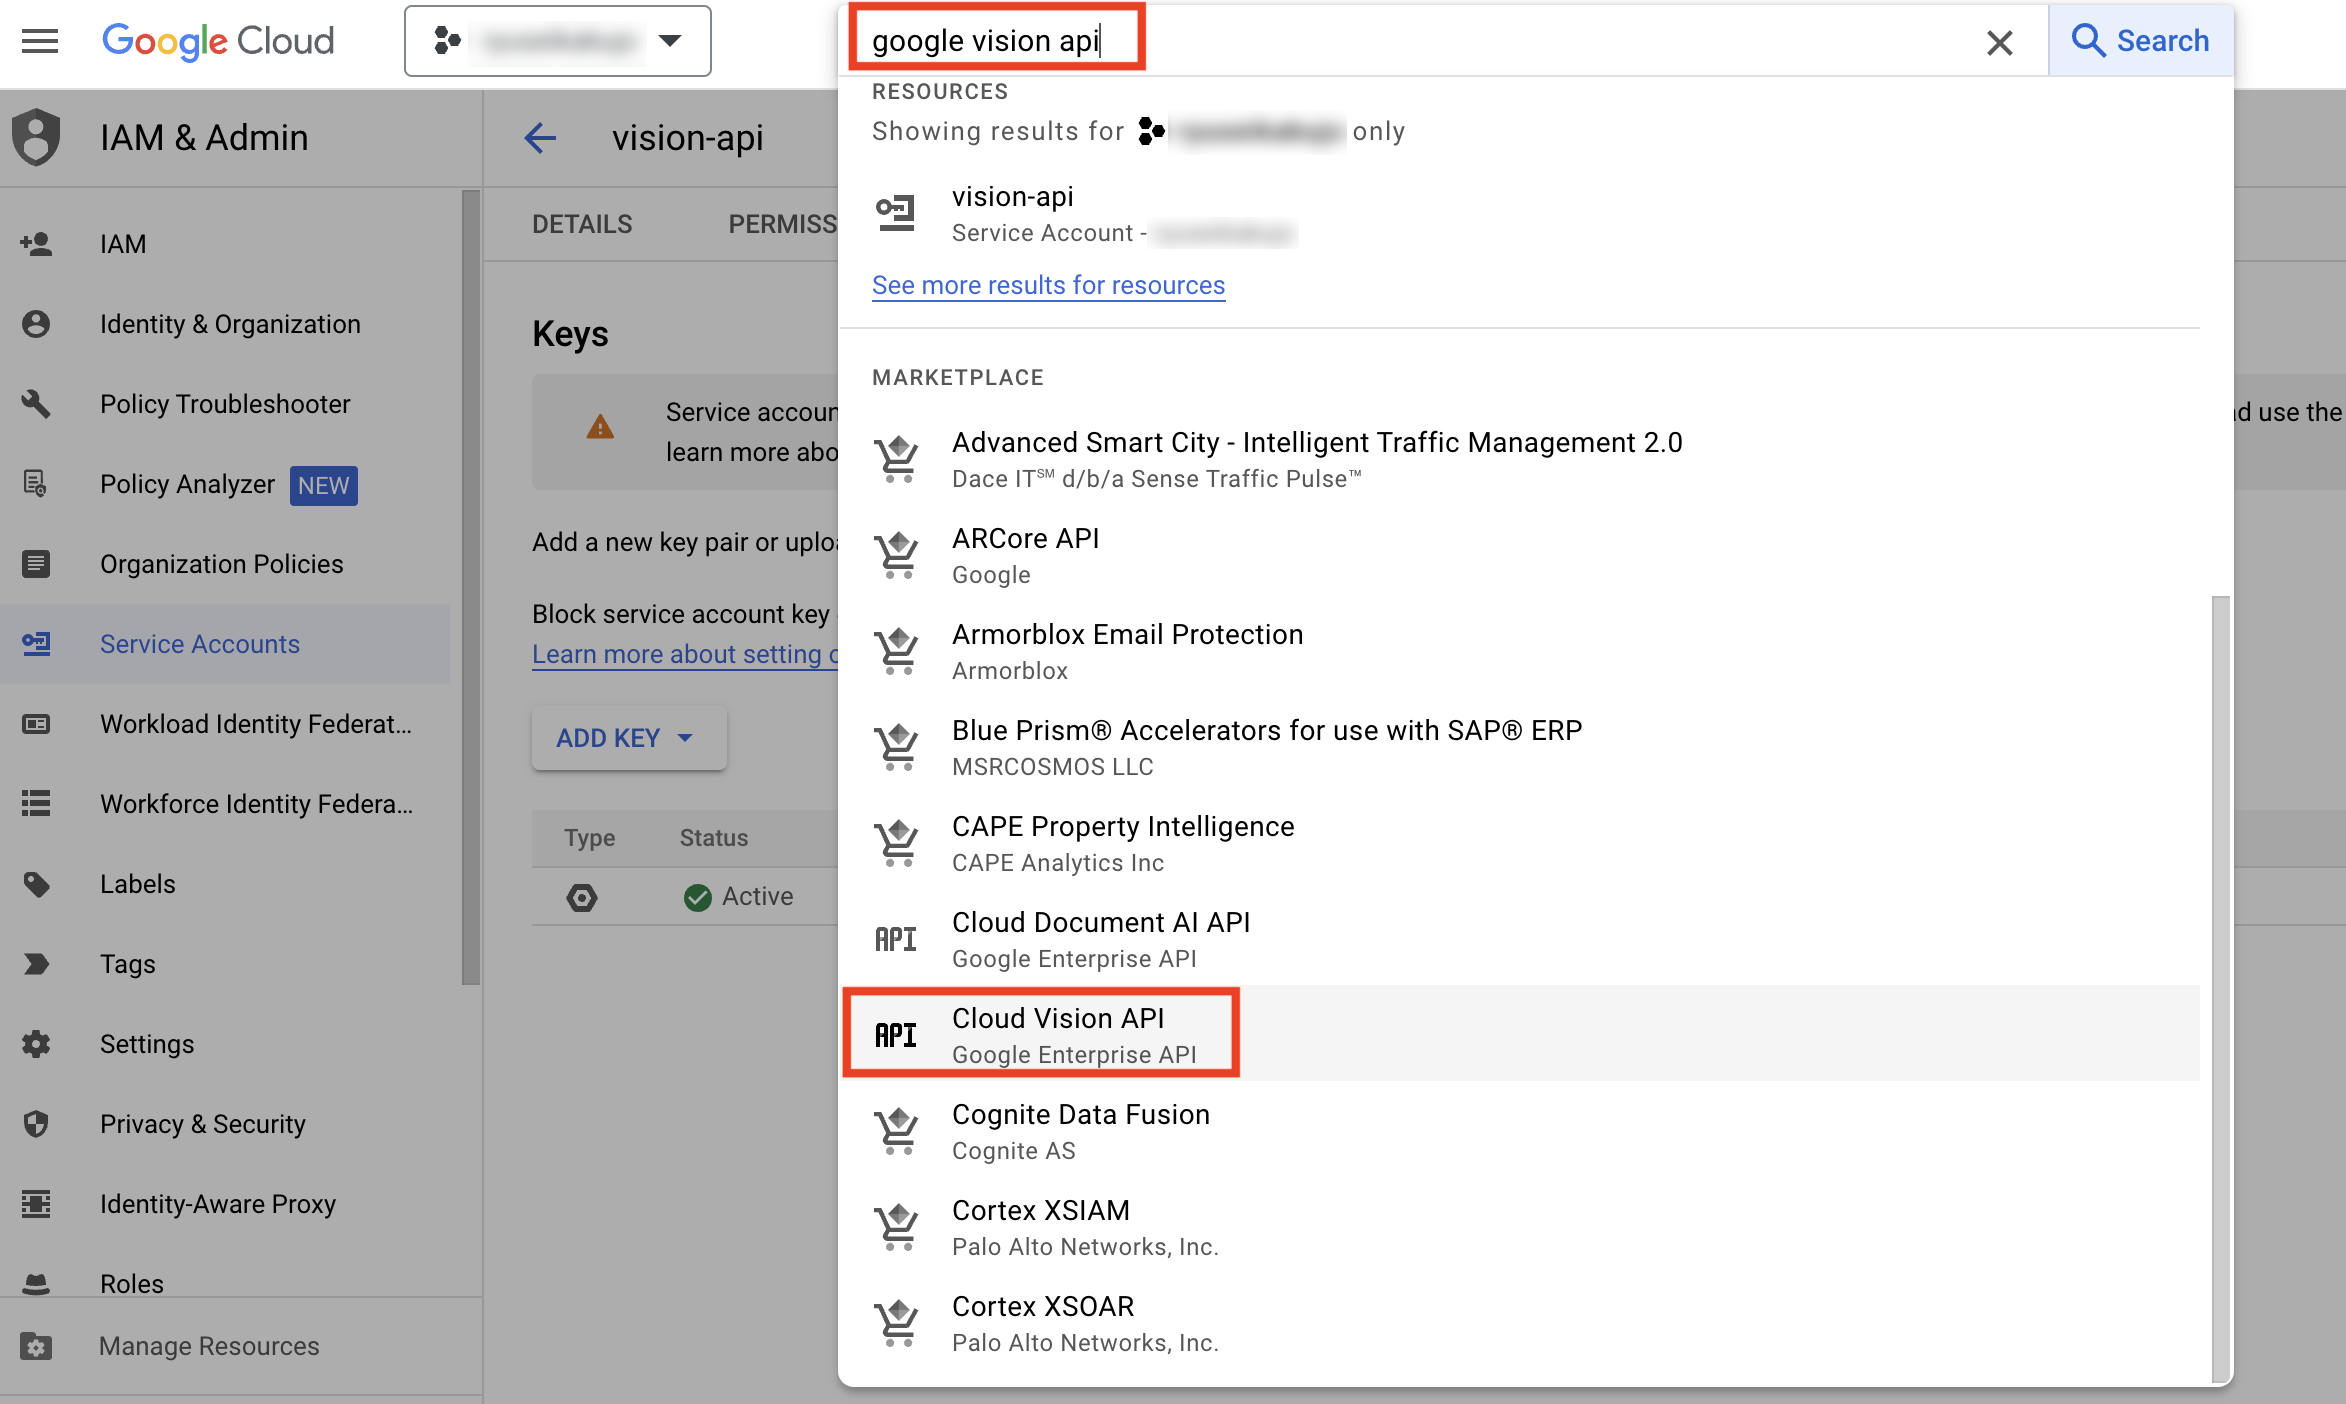 Google Cloud
google vision api
Search
IAM & Admin
IAM
Identity & Organization
Policy Troubleshooter
Policy Analyzer NEW
Organization Policies
Service Accounts
Workload Identity Federat...
Workforce Identity Federa...
Labels
Tags
Settings
Privacy & Security
Identity-Aware Proxy
Roles
Manage Resources
vision-api
DETAILS PERMISS
Keys
Service accoun
learn more abo
ad use the
Add a new key pair or uploa
Block service account key
Learn more about setting o
ADD KEY
Type Status
Active
RESOURCES
Showing results for only
vision-api
Service Account -
See more results for resources
MARKETPLACE
Advanced Smart City - Intelligent Traffic Management 2.0
Dace IT℠ d/b/a Sense Traffic Pulse™
ARCore API
Google
Armorblox Email Protection
Armorblox
Blue Prism® Accelerators for use with SAP® ERP
MSRCOSMOS LLC
CAPE Property Intelligence
CAPE Analytics Inc
API
Cloud Document AI API
Google Enterprise API
API
Cloud Vision API
Google Enterprise API
Cognite Data Fusion
Cognite AS
Cortex XSIAM
Palo Alto Networks, Inc.
Cortex XSOAR
Palo Alto Networks, Inc.